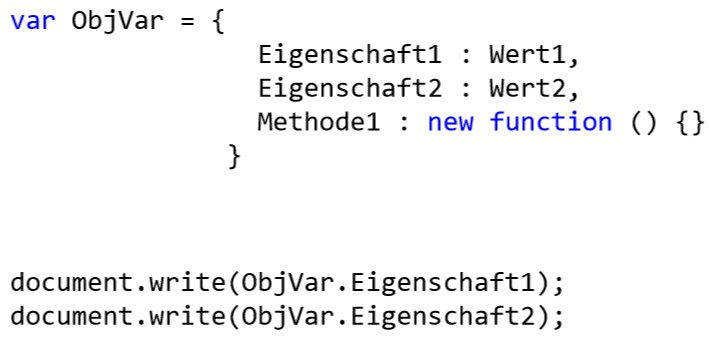 var ObjVar = {
Eigenschaft1 : Wert1,
Eigenschaft2 : Wert2,
Methode1 : new function () {}
}
document.write(ObjVar.Eigenschaft1);
document.write(ObjVar.Eigenschaft2);